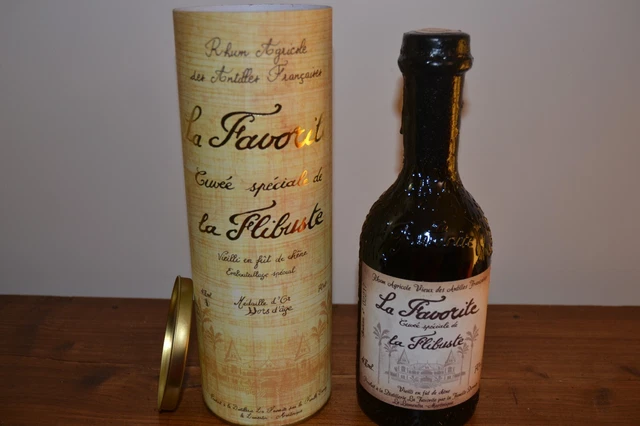 Rhum Agricole
des Antilles Françaises
La Favorit
Cuvée spéciale de
la Flibuste
Vieilli en fût de chêne
Embouteillage spécial
Médaille d'Or
Hors d'âge
Rhum Agricole Vieux des Antilles Françaises
La Favorite
Cuvée spéciale de
la Flibuste
Vieilli en fût de chêne